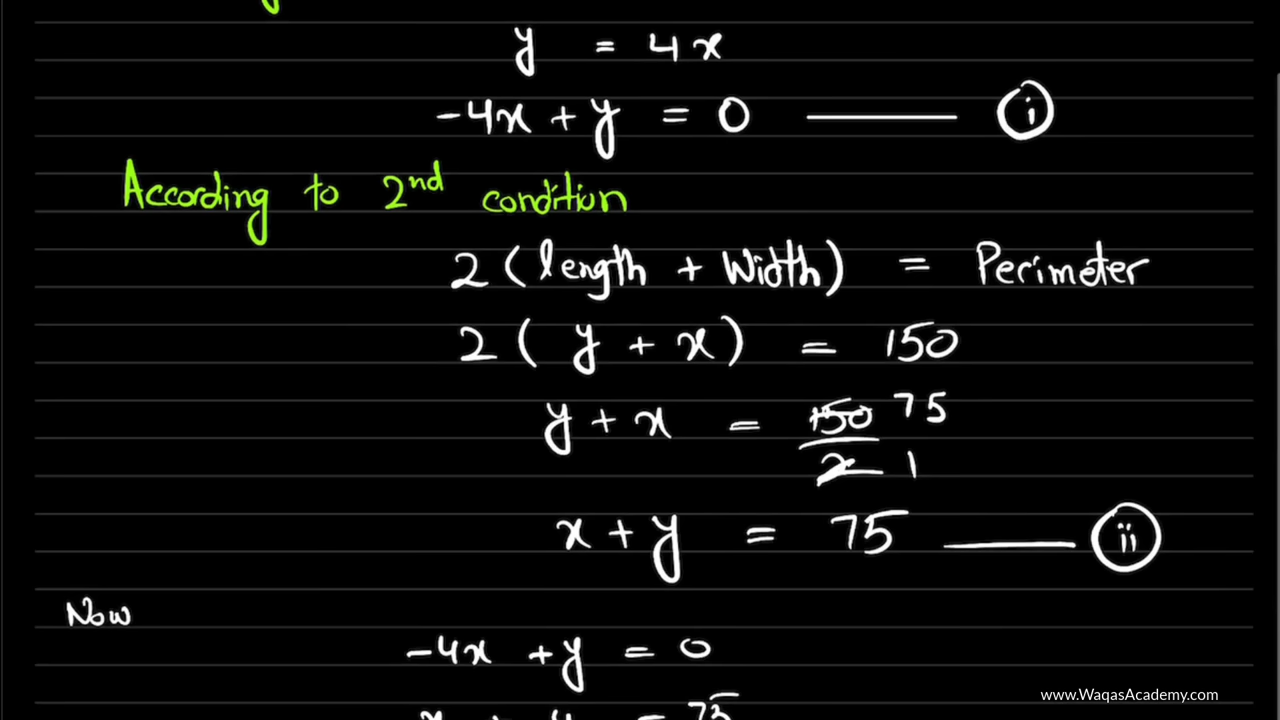 y = 4x
-4x + y = 0 ——— (i)
According to 2nd condition
2 (length + Width) = Perimeter
2 ( y + x ) = 150
y + x = 150/2 75 1
x + y = 75 ——— (ii)
Now
-4x + y = 0
x + y = 75
www.WaqasAcademy.com